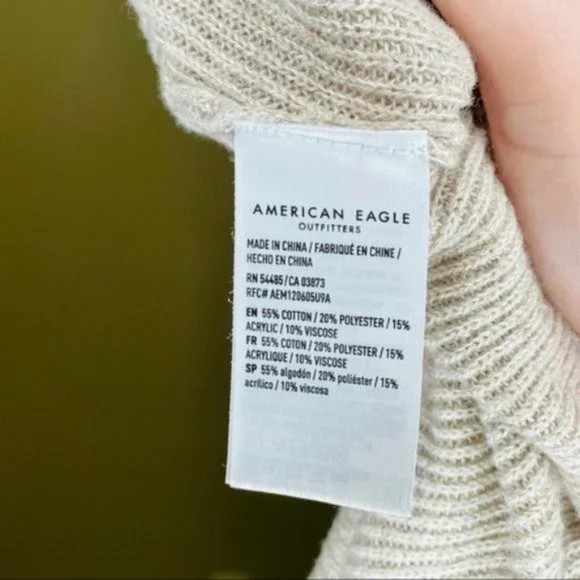 AMERICAN EAGLE
OUTFITTERS
MADE IN CHINA / FABRIQUÉ EN CHINE /
HECHO EN CHINA
RN 54485 / CA 03873
RFC# AEM120605U9A
EN 55% COTTON / 20% POLYESTER / 15%
ACRYLIC / 10% VISCOSE
FR 55% COTON / 20% POLYESTER / 15%
ACRYLIQUE / 10% VISCOSE
SP 55% algodón / 20% poliéster / 15%
acrílico / 10% viscosa